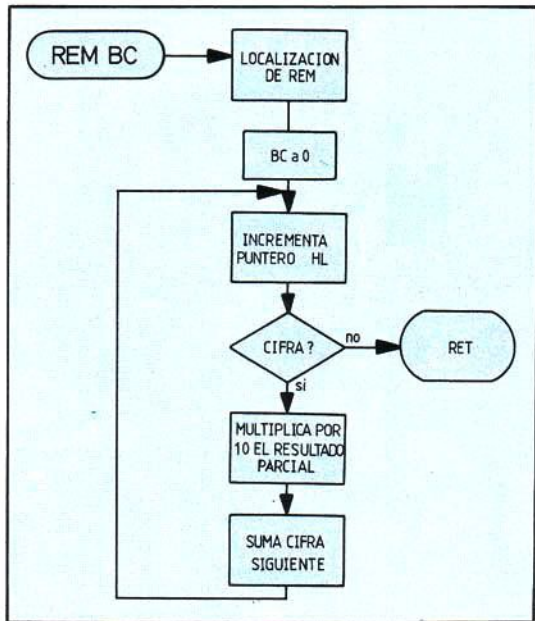 REM BC
LOCALIZACION
DE REM
BC a 0
INCREMENTA
PUNTERO HL
CIFRA?
no
RET
si
MULTIPLICA POR
10 EL RESULTADO
PARCIAL
SUMA CIFRA
SIGUIENTE